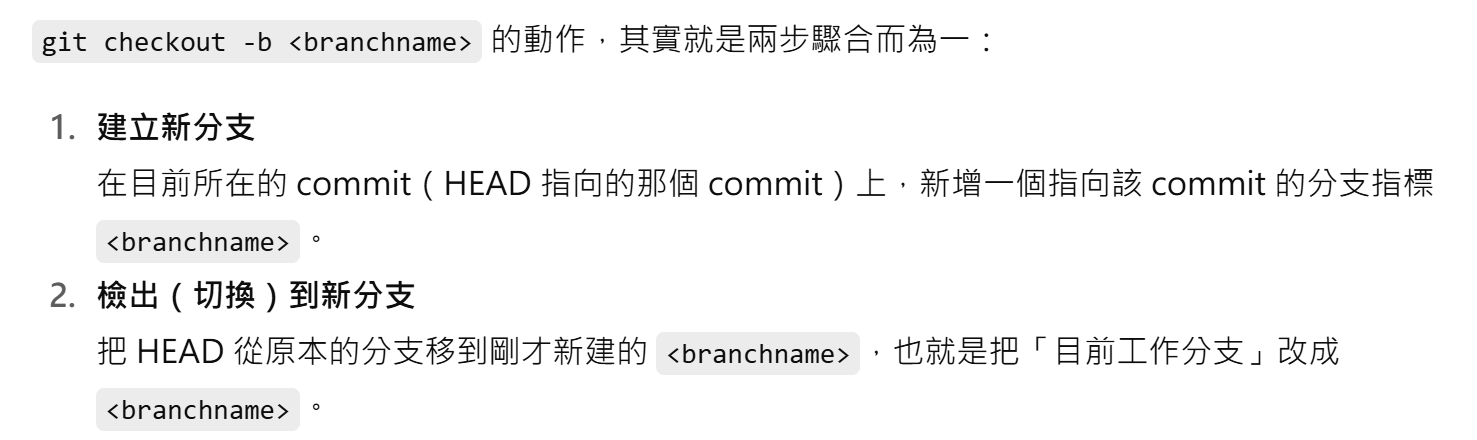 git checkout -b <branchname> 的動作，其實就是兩步驟合而為一：
1. 建立新分支
在目前所在的 commit（HEAD 指向的那個 commit）上，新增一個指向該 commit 的分支指標
<branchname>。
2. 檢出（切換）到新分支
把 HEAD 從原本的分支移到剛才新建的 <branchname>，也就是把「目前工作分支」改成
<branchname>。